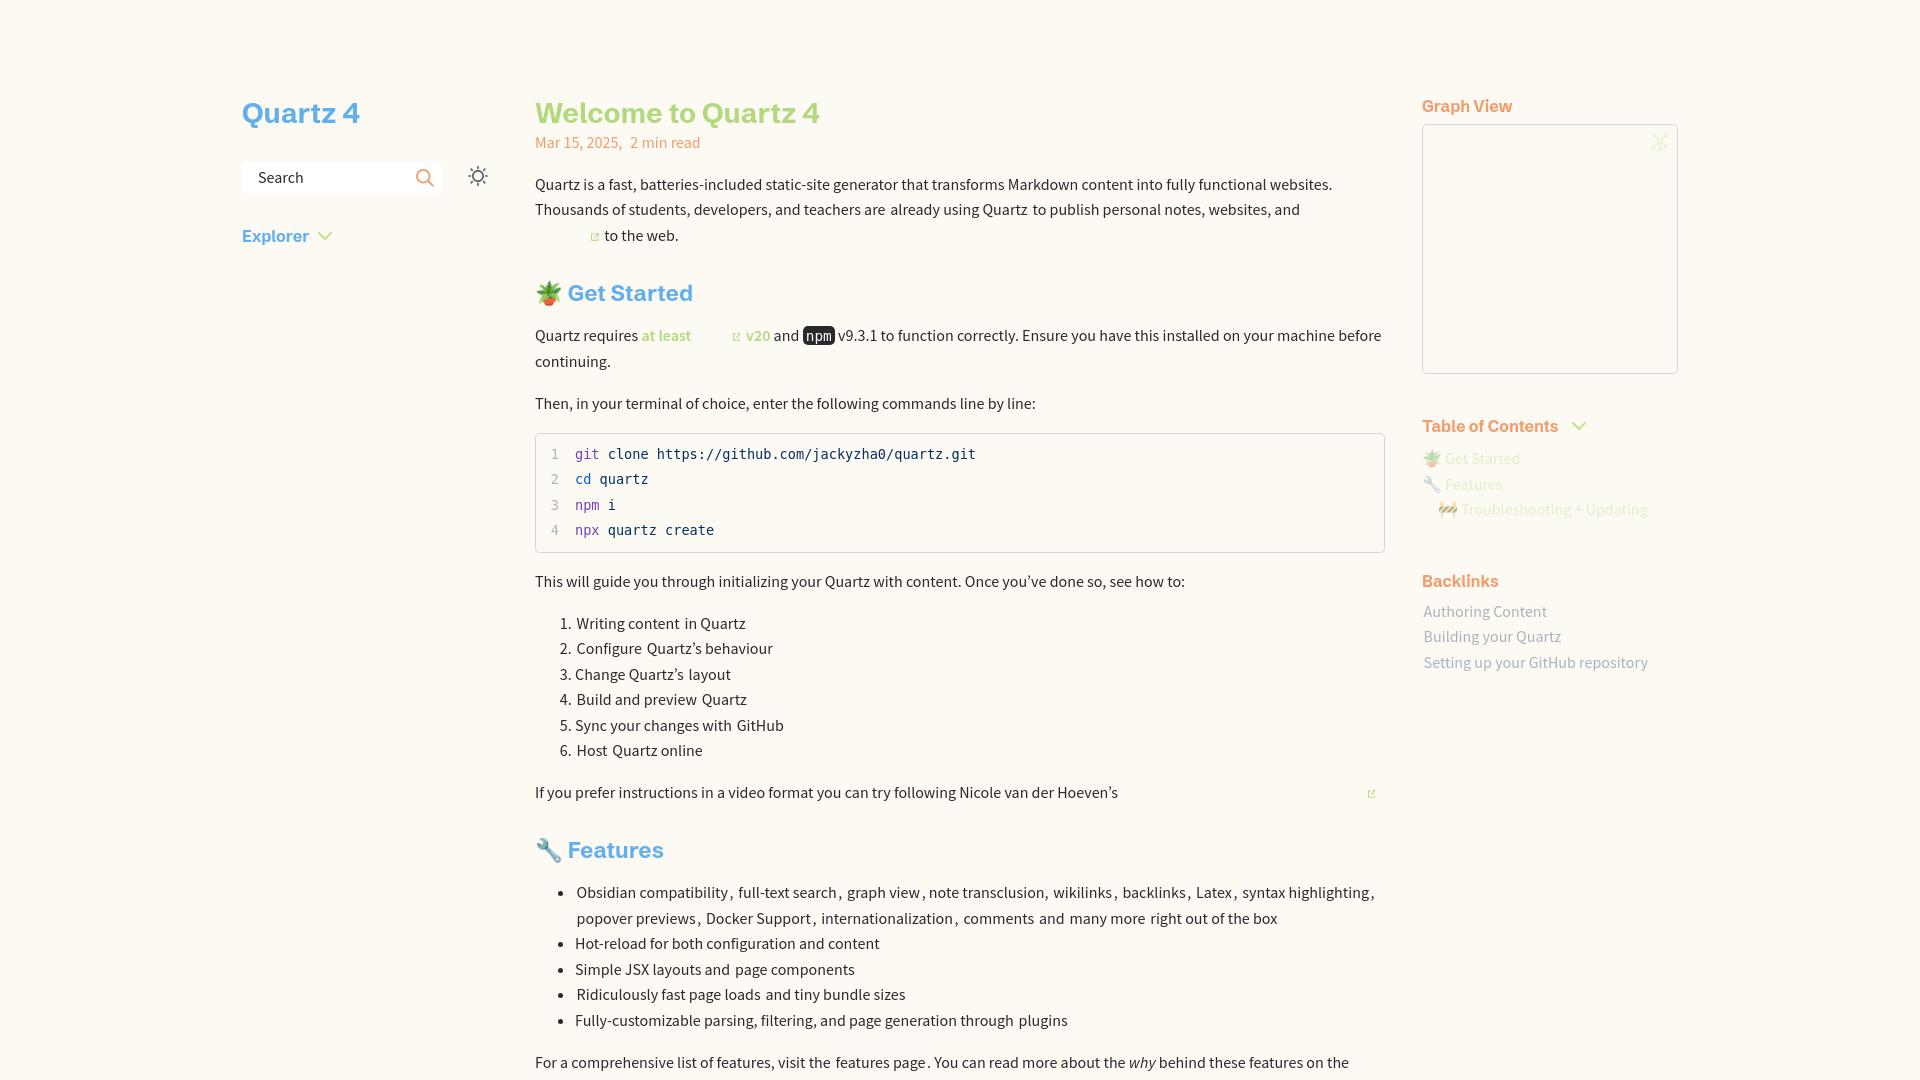 Quartz 4
Search
Explorer
Welcome to Quartz 4
Mar 15, 2025, 2 min read
Quartz is a fast, batteries-included static-site generator that transforms Markdown content into fully functional websites.
Thousands of students, developers, and teachers are already using Quartz to publish personal notes, websites, and
to the web.
🪴 Get Started
Quartz requires at least v20 and npm v9.3.1 to function correctly. Ensure you have this installed on your machine before
continuing.
Then, in your terminal of choice, enter the following commands line by line:
1 git clone https://github.com/jackyzha0/quartz.git
2 cd quartz
3 npm i
4 npx quartz create
This will guide you through initializing your Quartz with content. Once you’ve done so, see how to:
1. Writing content in Quartz
2. Configure Quartz’s behaviour
3. Change Quartz’s layout
4. Build and preview Quartz
5. Sync your changes with GitHub
6. Host Quartz online
If you prefer instructions in a video format you can try following Nicole van der Hoeven’s
🔧 Features
• Obsidian compatibility, full-text search, graph view, note transclusion, wikilinks, backlinks, Latex, syntax highlighting,
popover previews, Docker Support, internationalization, comments and many more right out of the box
• Hot-reload for both configuration and content
• Simple JSX layouts and page components
• Ridiculously fast page loads and tiny bundle sizes
• Fully-customizable parsing, filtering, and page generation through plugins
For a comprehensive list of features, visit the features page. You can read more about the why behind these features on the
Graph View
Table of Contents
🪴 Get Started
🔧 Features
🚧 Troubleshooting + Updating
Backlinks
Authoring Content
Building your Quartz
Setting up your GitHub repository